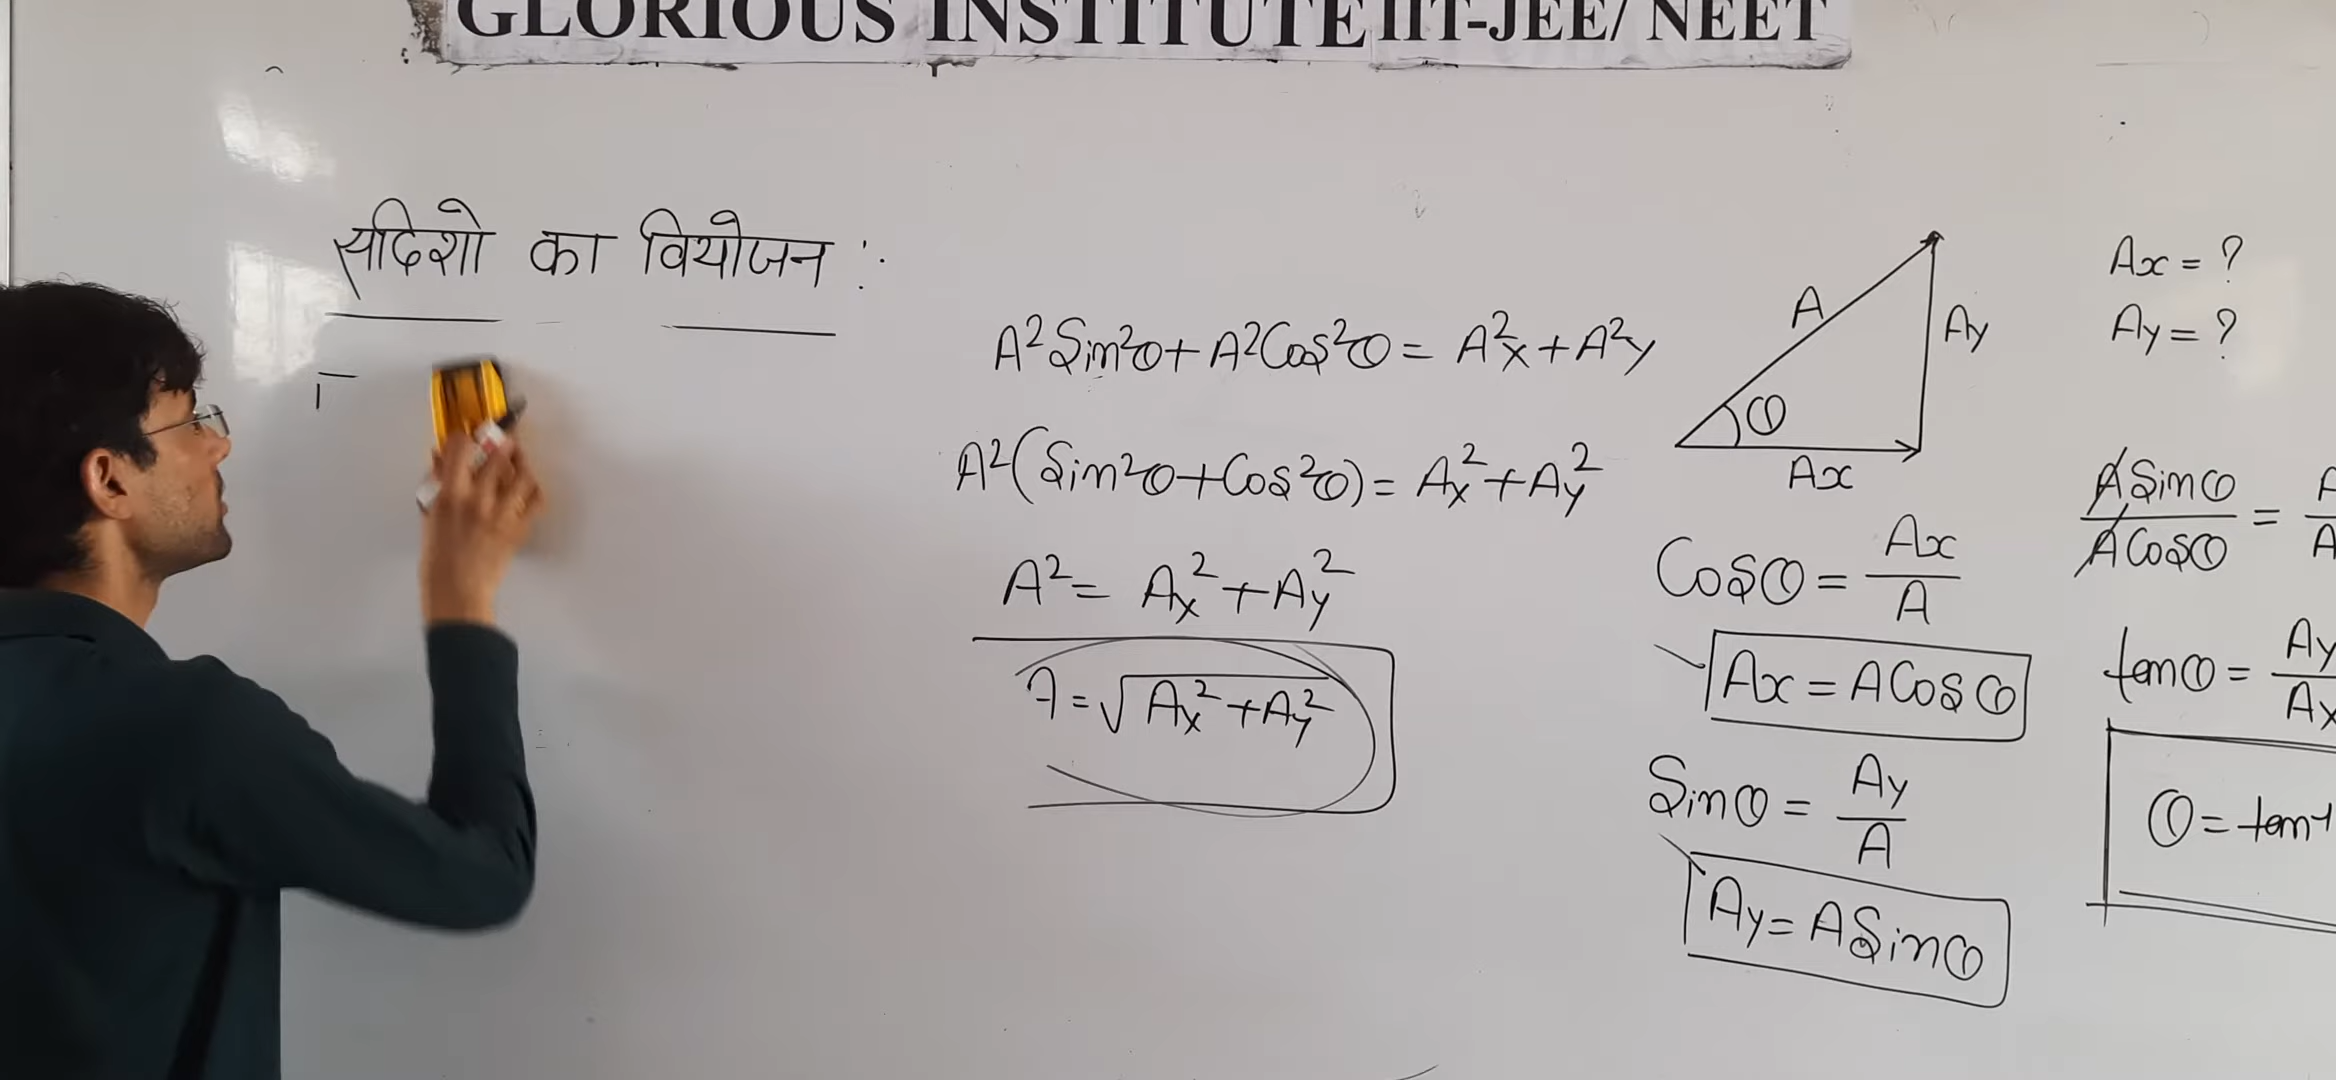 GLORIOUS INSTITUTE IIT-JEE/ NEET
सदिशो का वियोजन :
A²Sin²θ+A²Cos²θ = A²x+A²y
A²(Sin²θ+Cos²θ) = Ax²+Ay²
A² = Ax²+Ay²
A = √Ax²+Ay²
A
Ay
θ
Ax
Cosθ = Ax/A
Ax = ACosθ
Sinθ = Ay/A
Ay = ASinθ
Ax = ?
Ay = ?
ASinθ/ACosθ = A/A
tanθ = Ay/Ax
θ = tan⁻¹